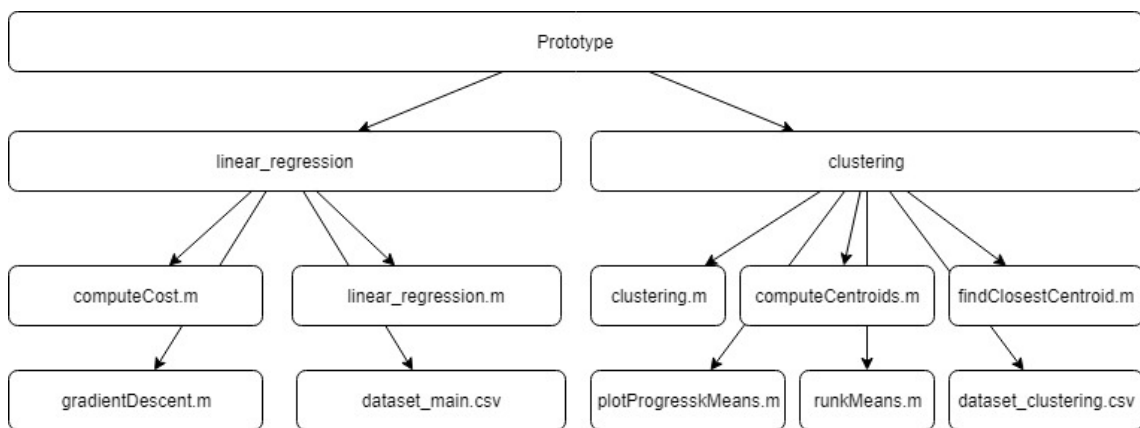 Prototype
linear_regression
clustering
computeCost.m
linear_regression.m
clustering.m
computeCentroids.m
findClosestCentroid.m
gradientDescent.m
dataset_main.csv
plotProgresskMeans.m
runkMeans.m
dataset_clustering.csv